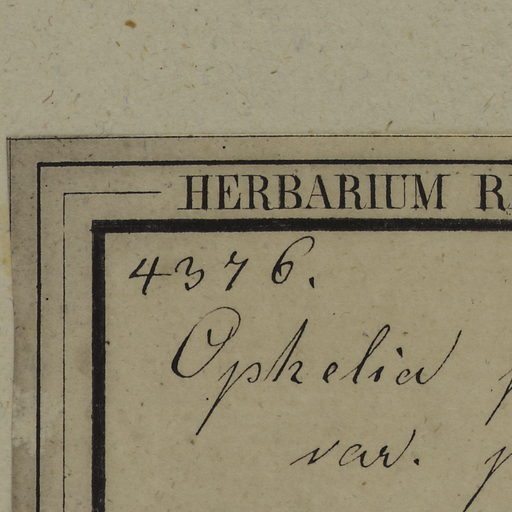 HERBARIUM
4376.
Ophelia
var.